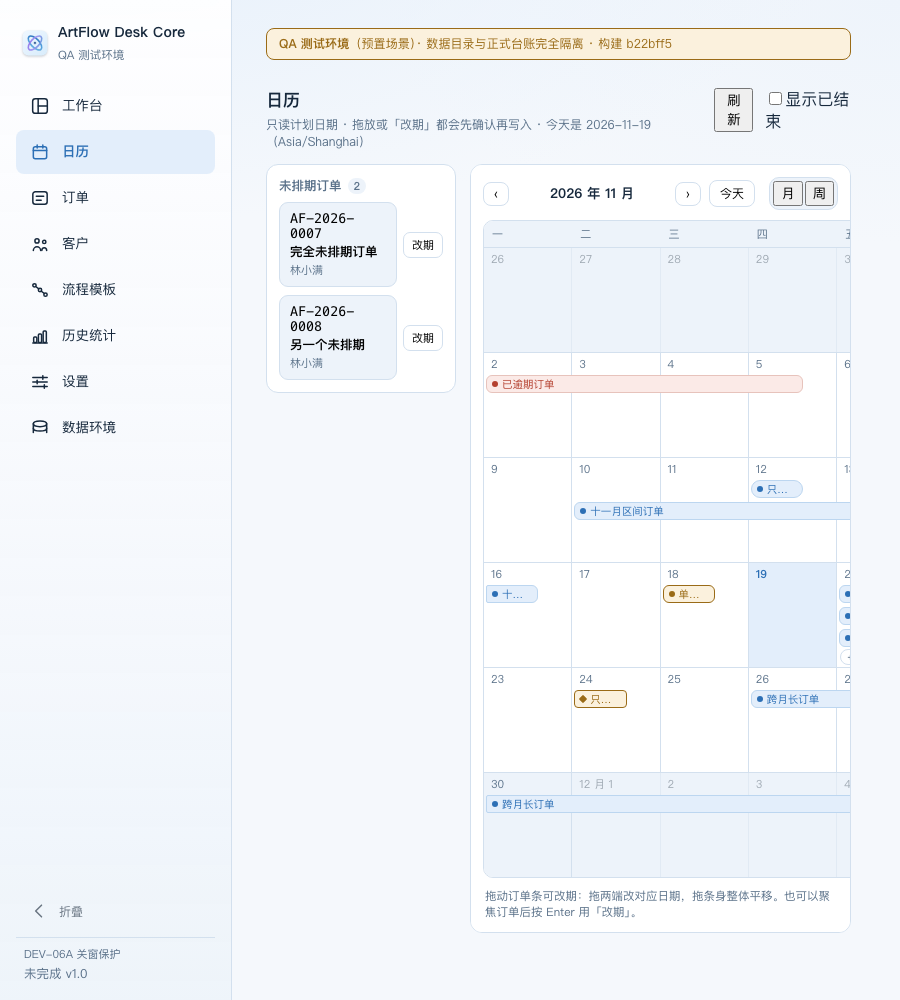 ArtFlow Desk Core
QA 测试环境
工作台
日历
订单
客户
流程模板
历史统计
设置
数据环境
折叠
DEV-06A 关窗保护
未完成 v1.0
QA 测试环境（预置场景）· 数据目录与正式台账完全隔离 · 构建 b22bff5
日历
只读计划日期 · 拖放或「改期」都会先确认再写入 · 今天是 2026-11-19
（Asia/Shanghai）
刷
新
显示已结
束
未排期订单 2
AF-2026-
0007
完全未排期订单
林小满
改期
AF-2026-
0008
另一个未排期
林小满
改期
‹ 2026 年 11 月 › 今天 月 周
一 二 三 四
26 27 28 29
2 3 4 5 6
已逾期订单
9 10 11 12
只…
十一月区间订单
16 17 18 19
十… 单…
23 24 25 26
只… 跨月长订单
30 12 月 1 2 3 4
跨月长订单
拖动订单条可改期：拖两端改对应日期，拖条身整体平移。也可以聚
焦订单后按 Enter 用「改期」。